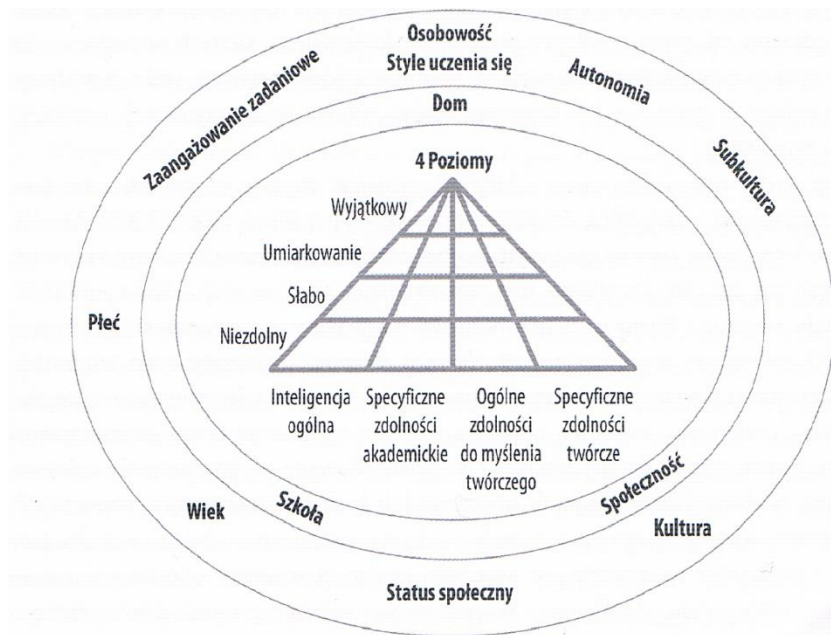 Osobowość
Style uczenia się
Autonomia
Zaangażowanie zadaniowe
Dom
Subkultura
4 Poziomy
Wyjątkowy
Umiarkowanie
Słabo
Płeć
Niezdolny
Inteligencja
ogólna
Specyficzne
zdolności
akademickie
Ogólne
zdolności
do myślenia
twórczego
Specyficzne
zdolności
twórcze
Szkoła
Społeczność
Wiek
Kultura
Status społeczny